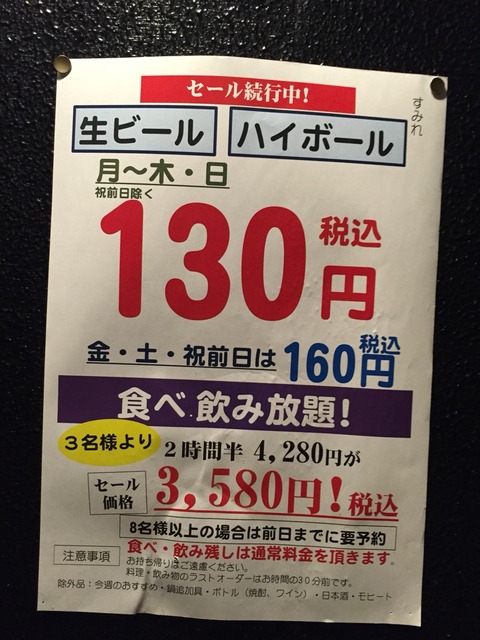 セール続行中!
すみれ
生ビール ハイボール
月〜木・日
祝前日除く
130円 税込
金・土・祝前日は 160円 税込
食べ飲み放題!
3名様より 2時間半 4,280円が
セール価格 3,580円!税込
8名様以上の場合は前日までに要予約
注意事項 食べ・飲み残しは通常料金を頂きます。
お持ち帰りはご遠慮ください。
料理・飲み物のラストオーダーはお時間の30分前です。
除外品:今週のおすすめ・鍋追加具・ボトル(焼酎、ワイン)・日本酒・モヒート